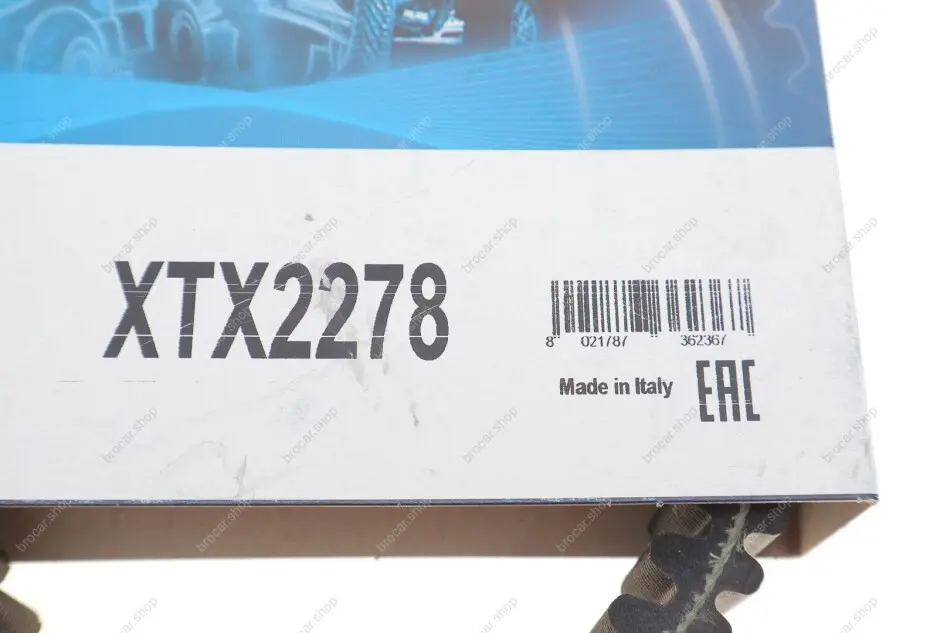 XTX2278
8 021787 362367
Made in Italy
EAC
brocar.shop